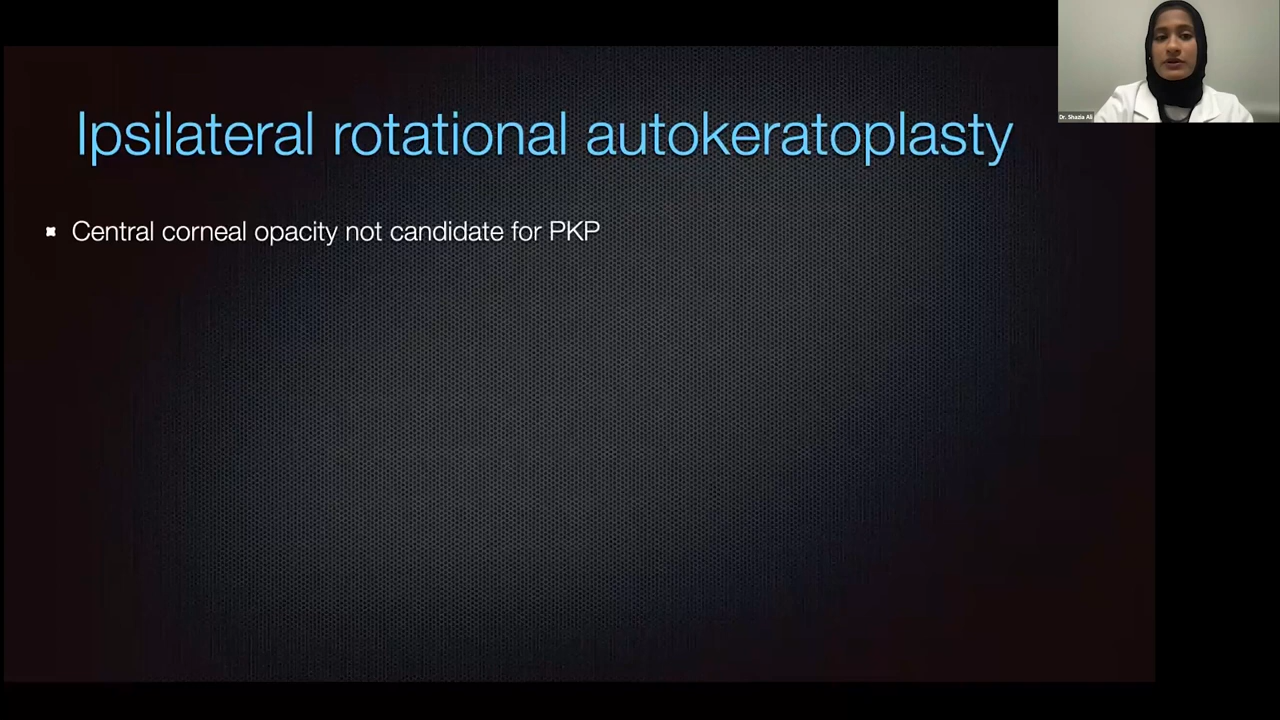 Ipsilateral rotational autokeratoplasty
Central corneal opacity not candidate for PKP
Dr. Shazia Ali